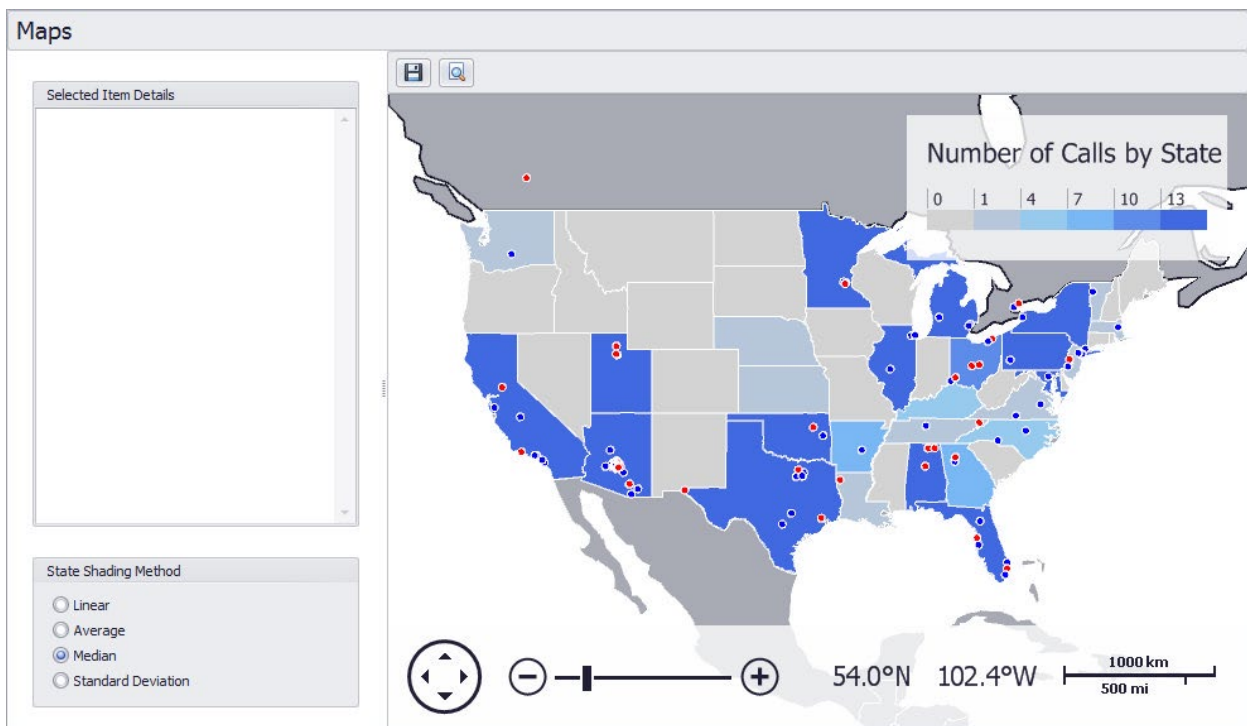 Maps
Selected Item Details
Number of Calls by State
0 1 4 7 10 13
State Shading Method
Linear
Average
Median
Standard Deviation
54.0°N 102.4°W
1000 km
500 mi